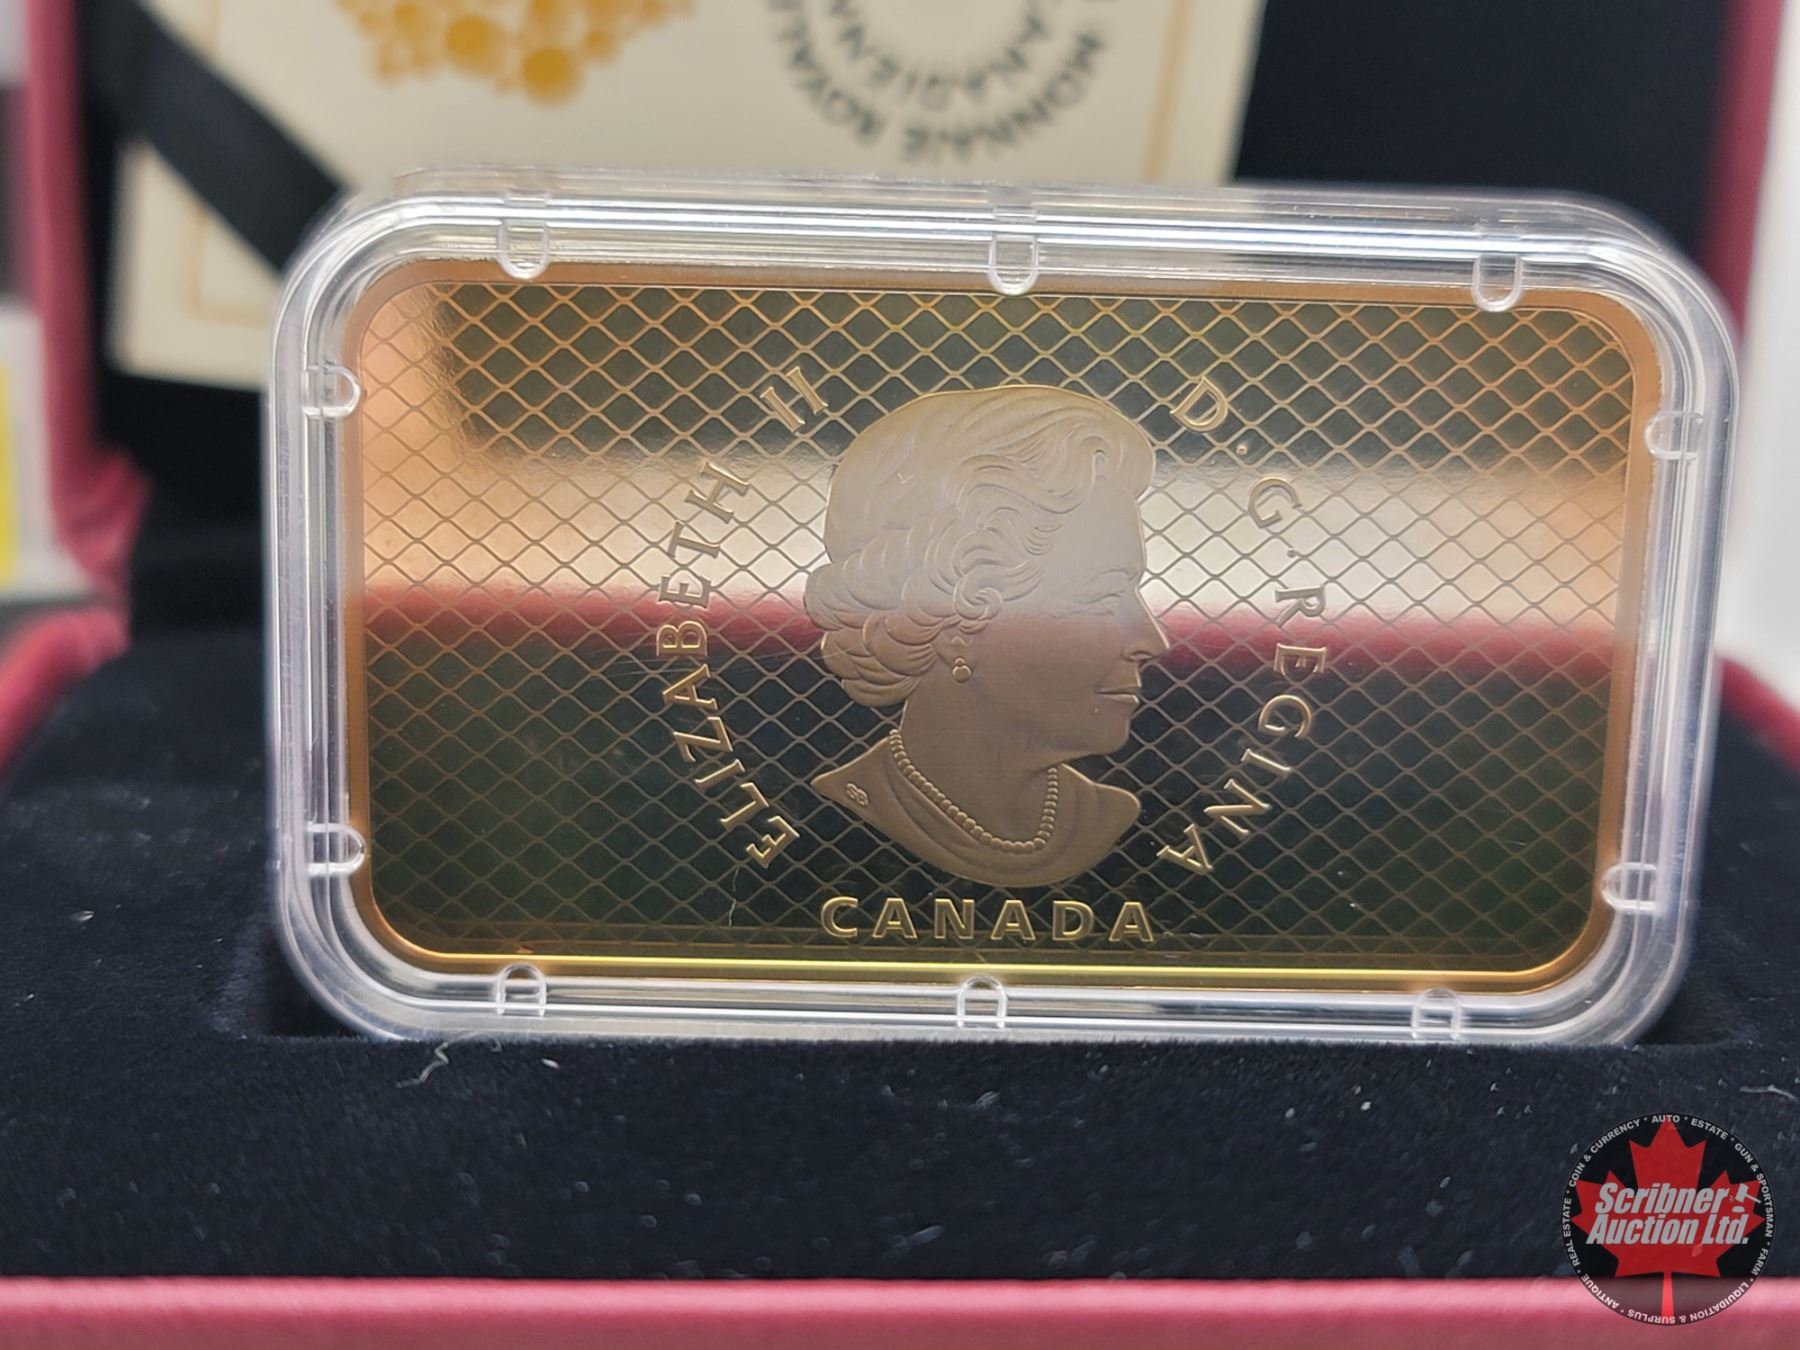 MONNAIE ROYALE
CANADIENNE
ELIZABETH II D. G. REGINA
CANADA
SB
COIN & CURRENCY * AUTO * ESTATE * GUN & SPORTSMAN * FARM * LIQUIDATION & SURPLUS * ANTIQUE * REAL ESTATE *
Scribner
Auction Ltd.